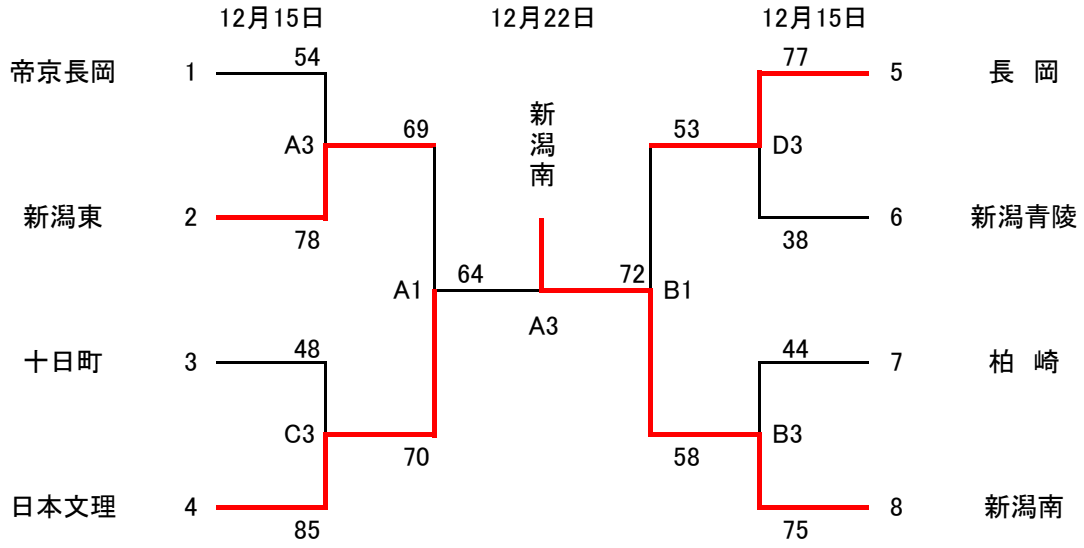 12月15日 12月22日 12月15日
54 77
帝京長岡 1 5 長 岡
69 新潟南 53
A3 D3
新潟東 2 6 新潟青陵
78 38
64 72
A1 B1
A3
48 44
十日町 3 7 柏 崎
C3 B3
70 58
日本文理 4 8 新潟南
85 75